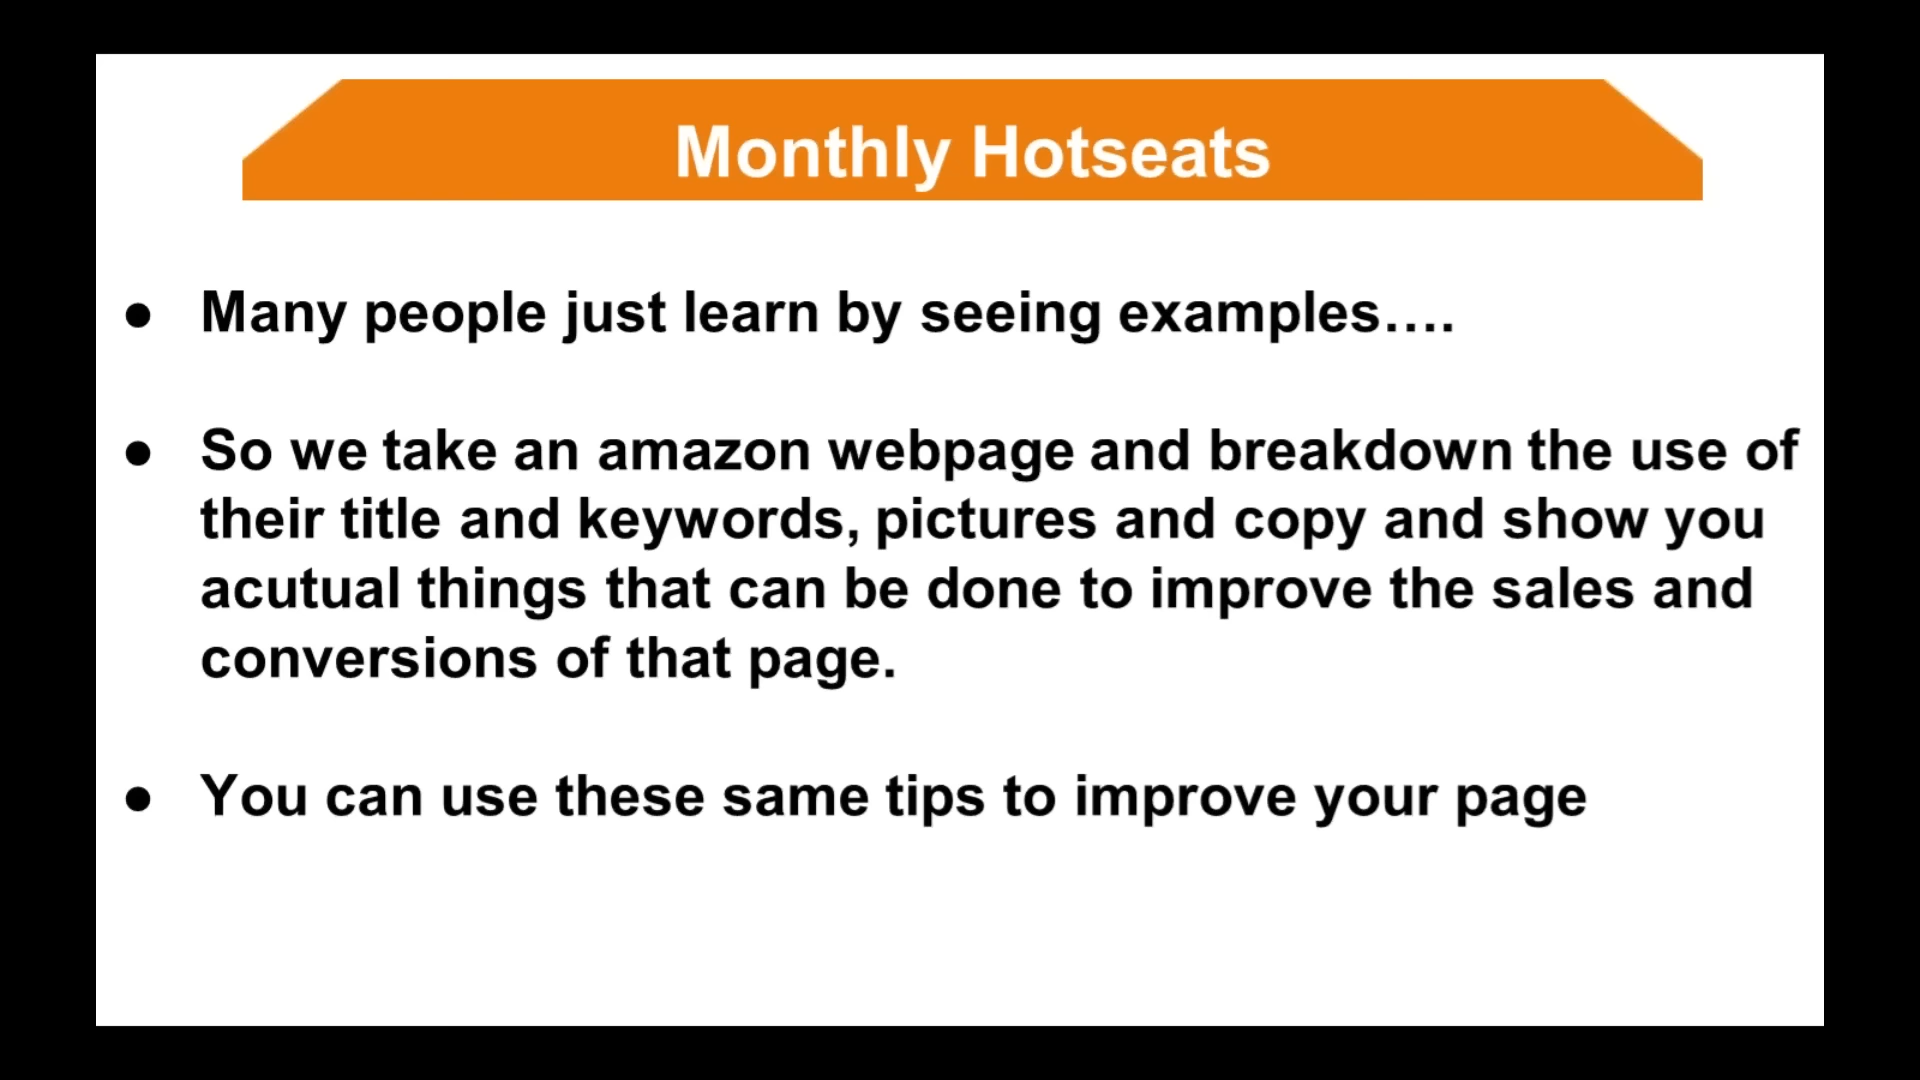 Monthly Hotseats
● Many people just learn by seeing examples....
● So we take an amazon webpage and breakdown the use of
their title and keywords, pictures and copy and show you
acutual things that can be done to improve the sales and
conversions of that page.
● You can use these same tips to improve your page